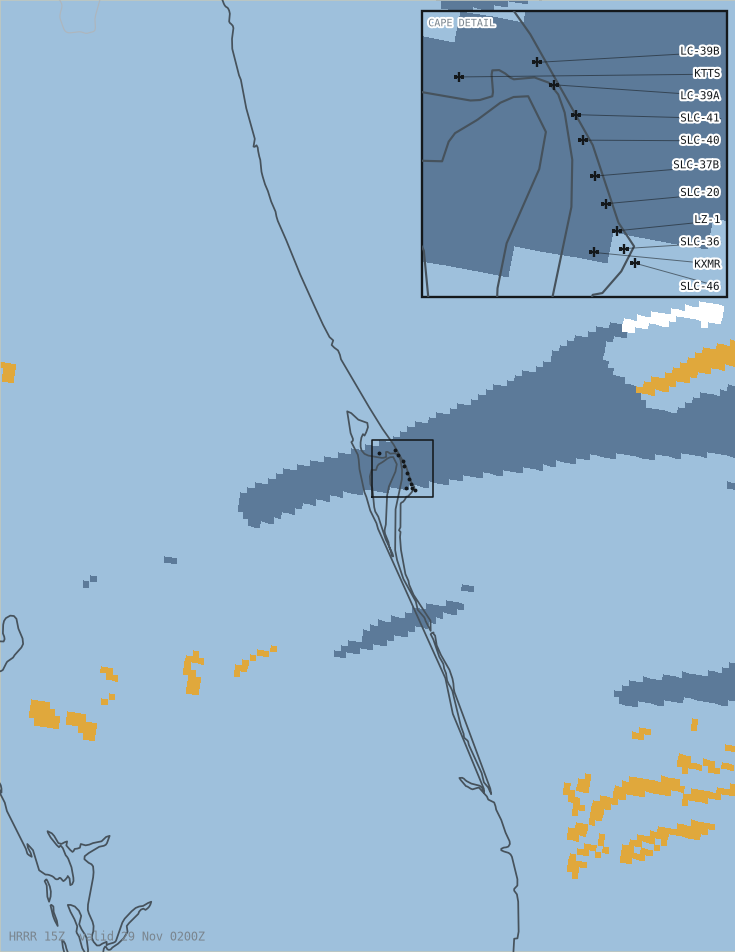 CAPE DETAIL
LC-39B
KTTS
LC-39A
SLC-41
SLC-40
SLC-37B
SLC-20
LZ-1
SLC-36
KXMR
SLC-46
HRRR 15Z valid 29 Nov 0200Z